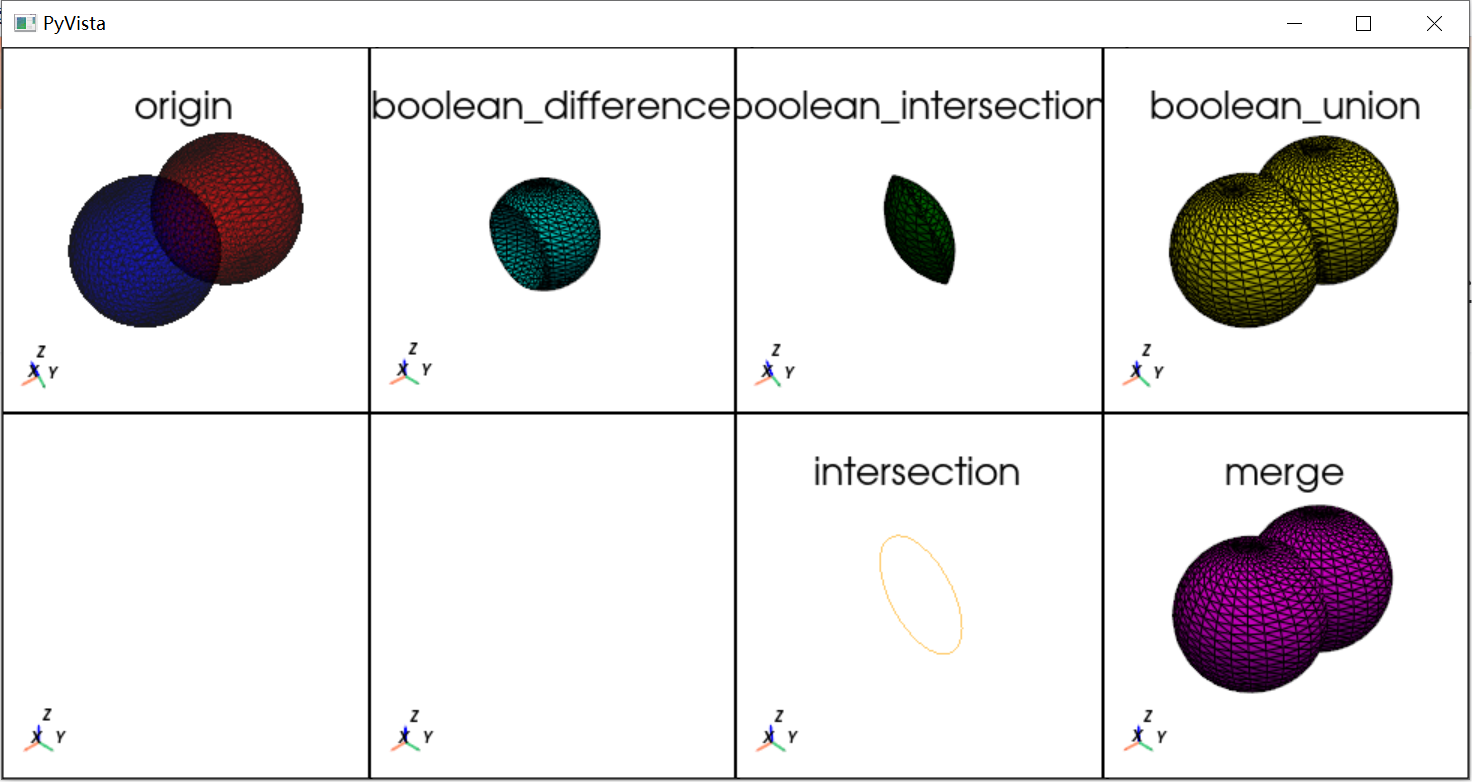 PyVista
origin
boolean_difference
boolean_intersection
boolean_union
Z
X Y
Z
X Y
Z
X Y
Z
X Y
intersection
merge
Z
X Y
Z
X Y
Z
X Y
Z
X Y